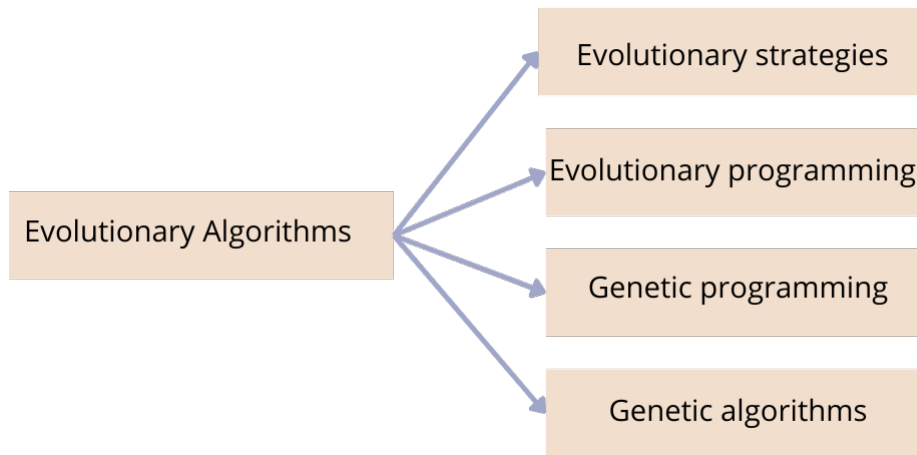 Evolutionary Algorithms
Evolutionary strategies
Evolutionary programming
Genetic programming
Genetic algorithms